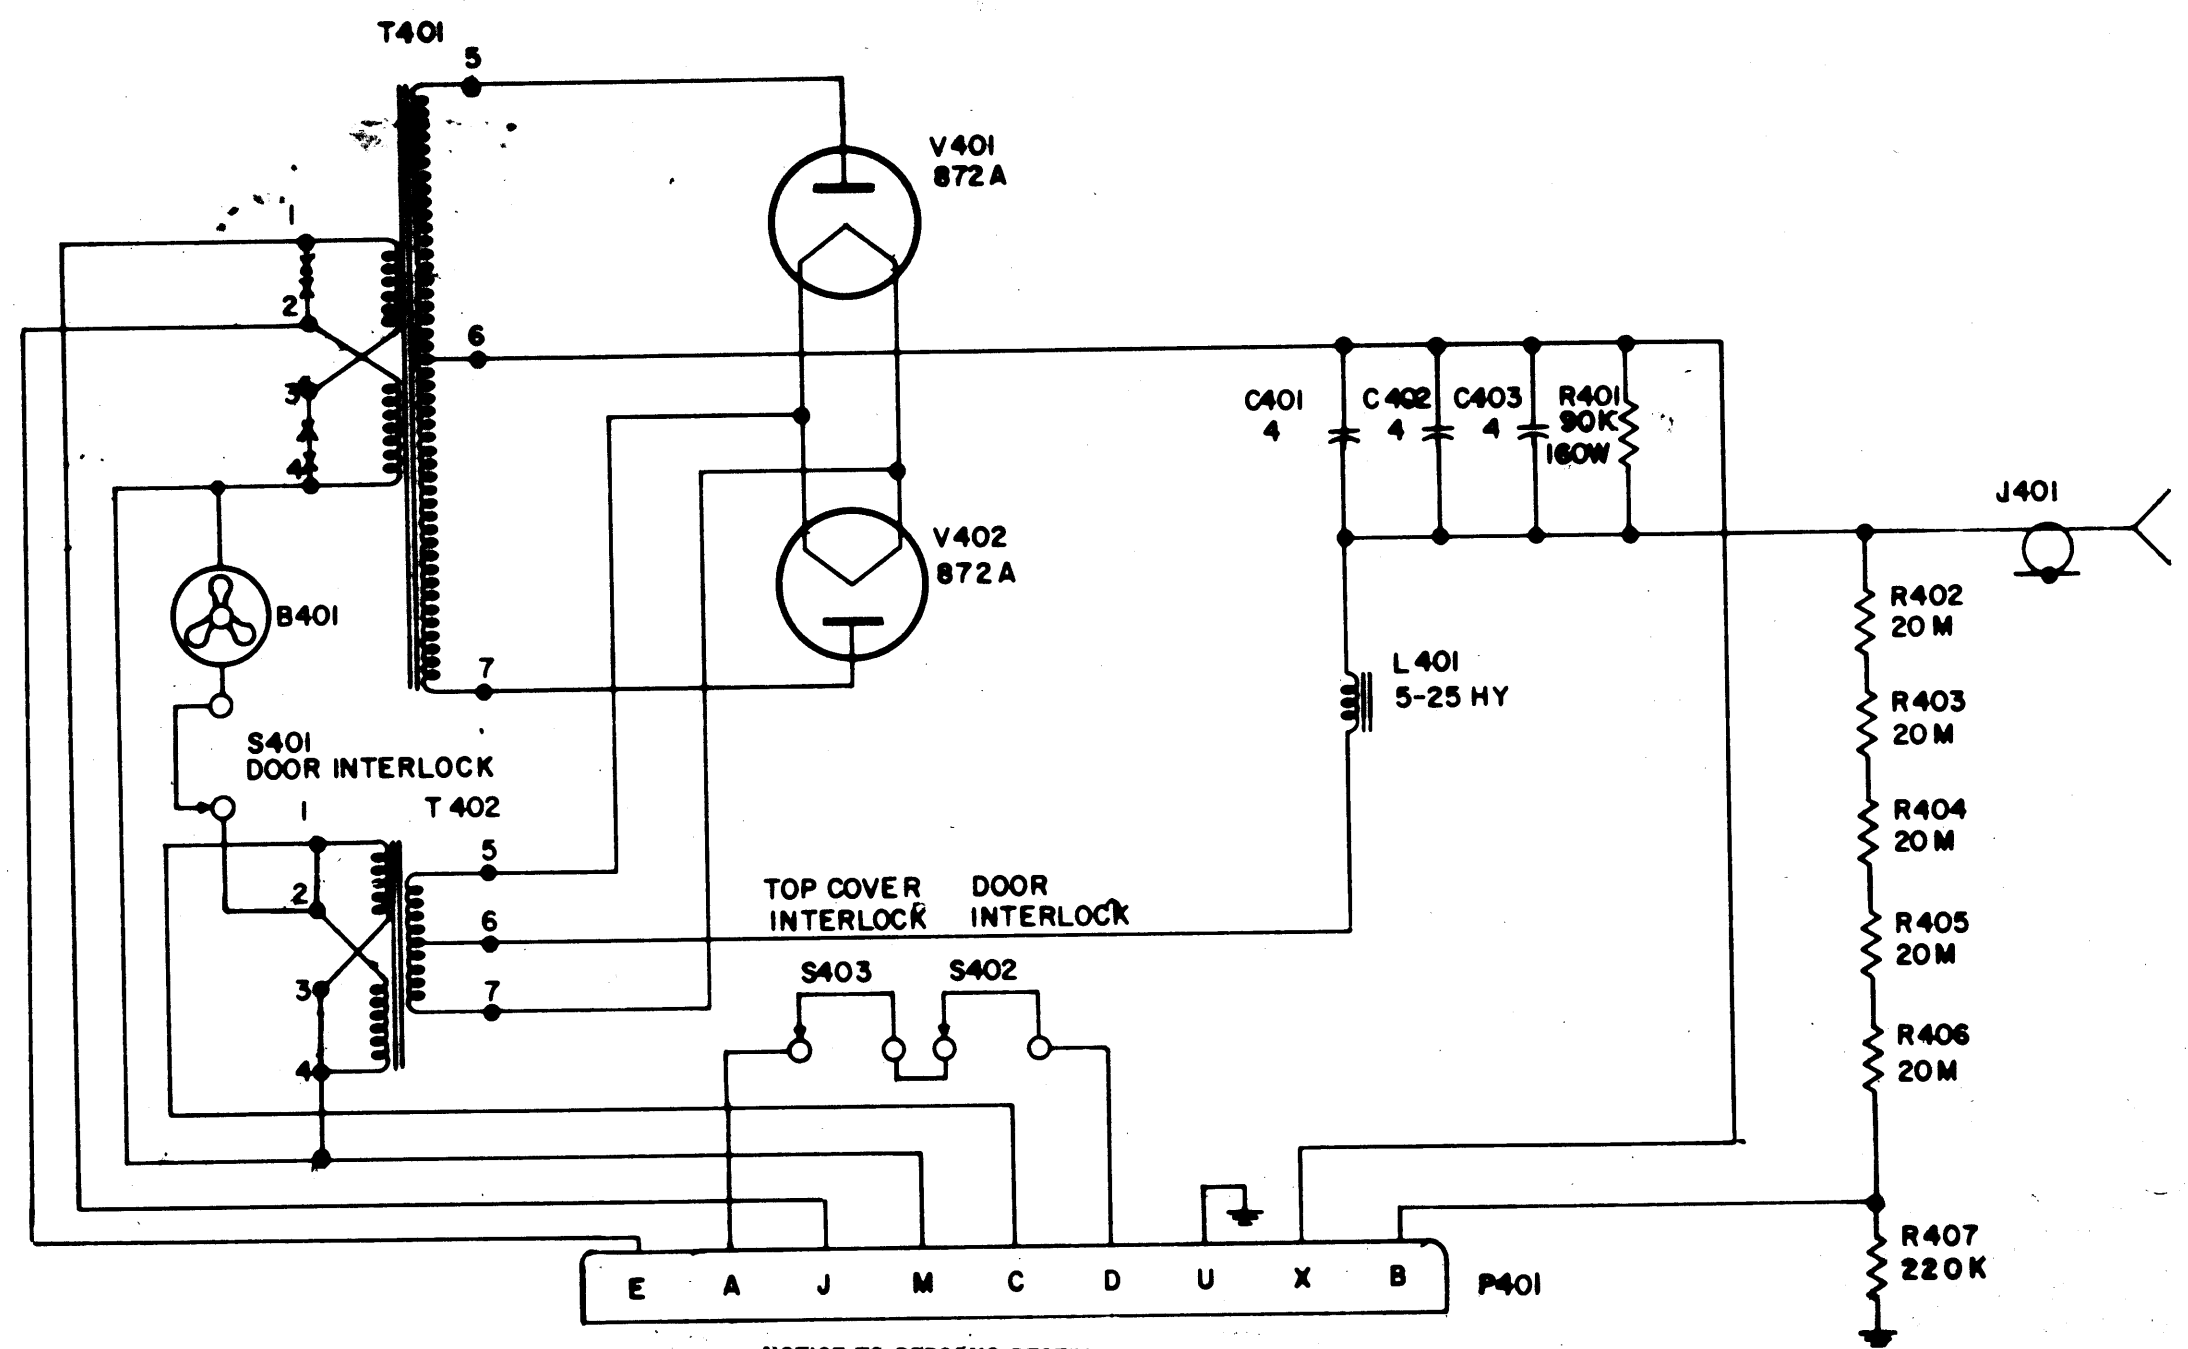 T401
5
V401
872A
1
2
6
3
4
C401
4
C402
4
C403
4
R401
90K
160W
J401
V402
872A
B401
R402
20M
L401
5-25 HY
7
R403
20M
S401
DOOR INTERLOCK
1
T402
R404
20M
5
2
6
TOP COVER
INTERLOCK
DOOR
INTERLOCK
R405
20M
3
7
S403
S402
4
R406
20M
R407
220K
E A J M C D U X B
P401